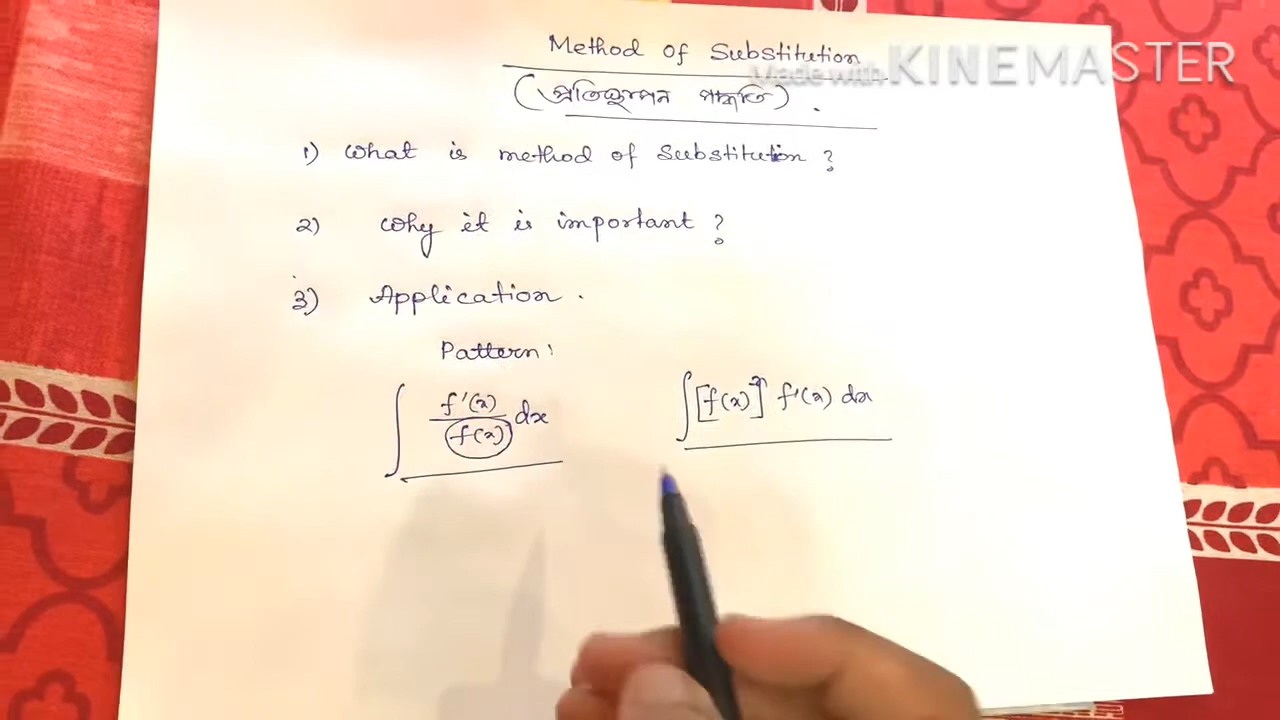 Method of Substitution
Made with KINEMASTER
(প্রতিস্থাপন পদ্ধতি).
1) What is method of substitution?
2) Why it is important?
3) Application.
Pattern:
∫ f'(x)/f(x) dx ∫ [f(x)]ⁿ f'(x) dx